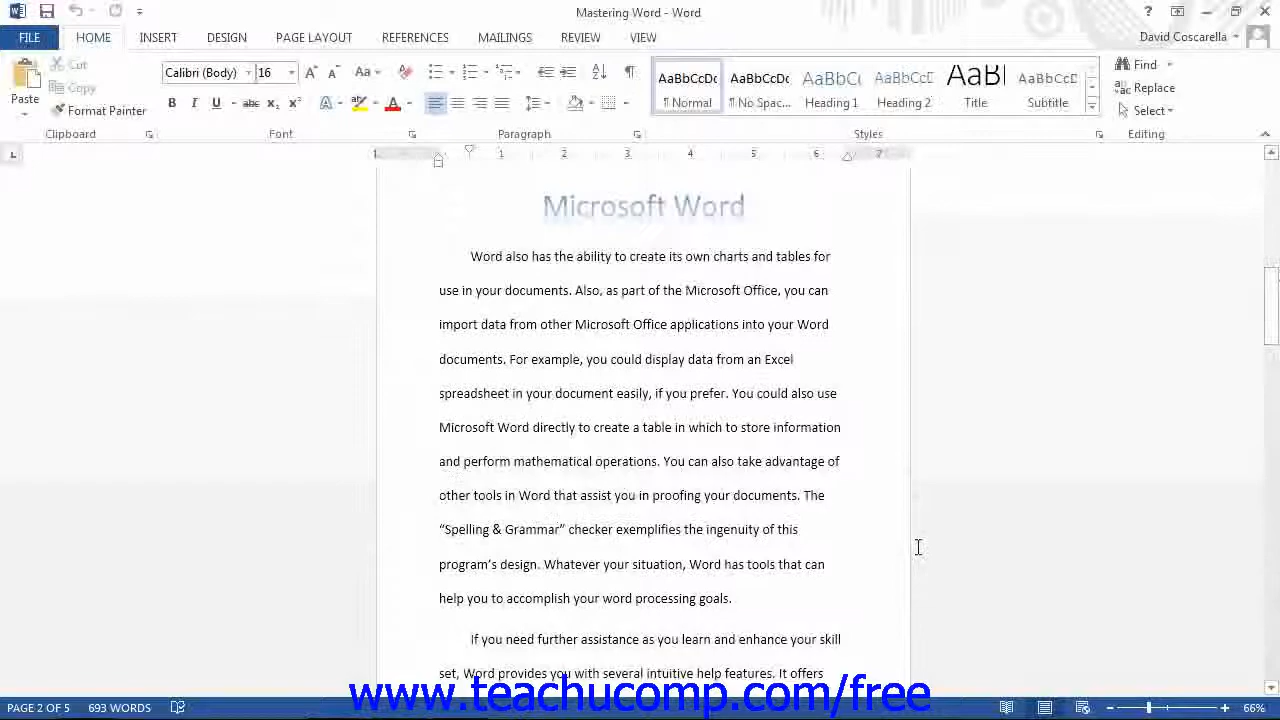 Mastering Word - Word
David Coscarella
FILE HOME INSERT DESIGN PAGE LAYOUT REFERENCES MAILINGS REVIEW VIEW
Paste
Cut
Copy
Format Painter
Clipboard
Calibri (Body) 16
Font
Paragraph
AaBbCcDc AaBbCcDc AaBbCc AaBbCcD AaB AaBbCcD
¶ Normal ¶ No Spac... Heading 1 Heading 2 Title Subtitle
Styles
Find
Replace
Select
Editing
1 1 2 3 4 5 6 7
Microsoft Word
Word also has the ability to create its own charts and tables for
use in your documents. Also, as part of the Microsoft Office, you can
import data from other Microsoft Office applications into your Word
documents. For example, you could display data from an Excel
spreadsheet in your document easily, if you prefer. You could also use
Microsoft Word directly to create a table in which to store information
and perform mathematical operations. You can also take advantage of
other tools in Word that assist you in proofing your documents. The
“Spelling & Grammar” checker exemplifies the ingenuity of this
program’s design. Whatever your situation, Word has tools that can
help you to accomplish your word processing goals.
If you need further assistance as you learn and enhance your skill
set, Word provides you with several intuitive help features. It offers
www.teachucomp.com/free
PAGE 2 OF 5 693 WORDS 66%